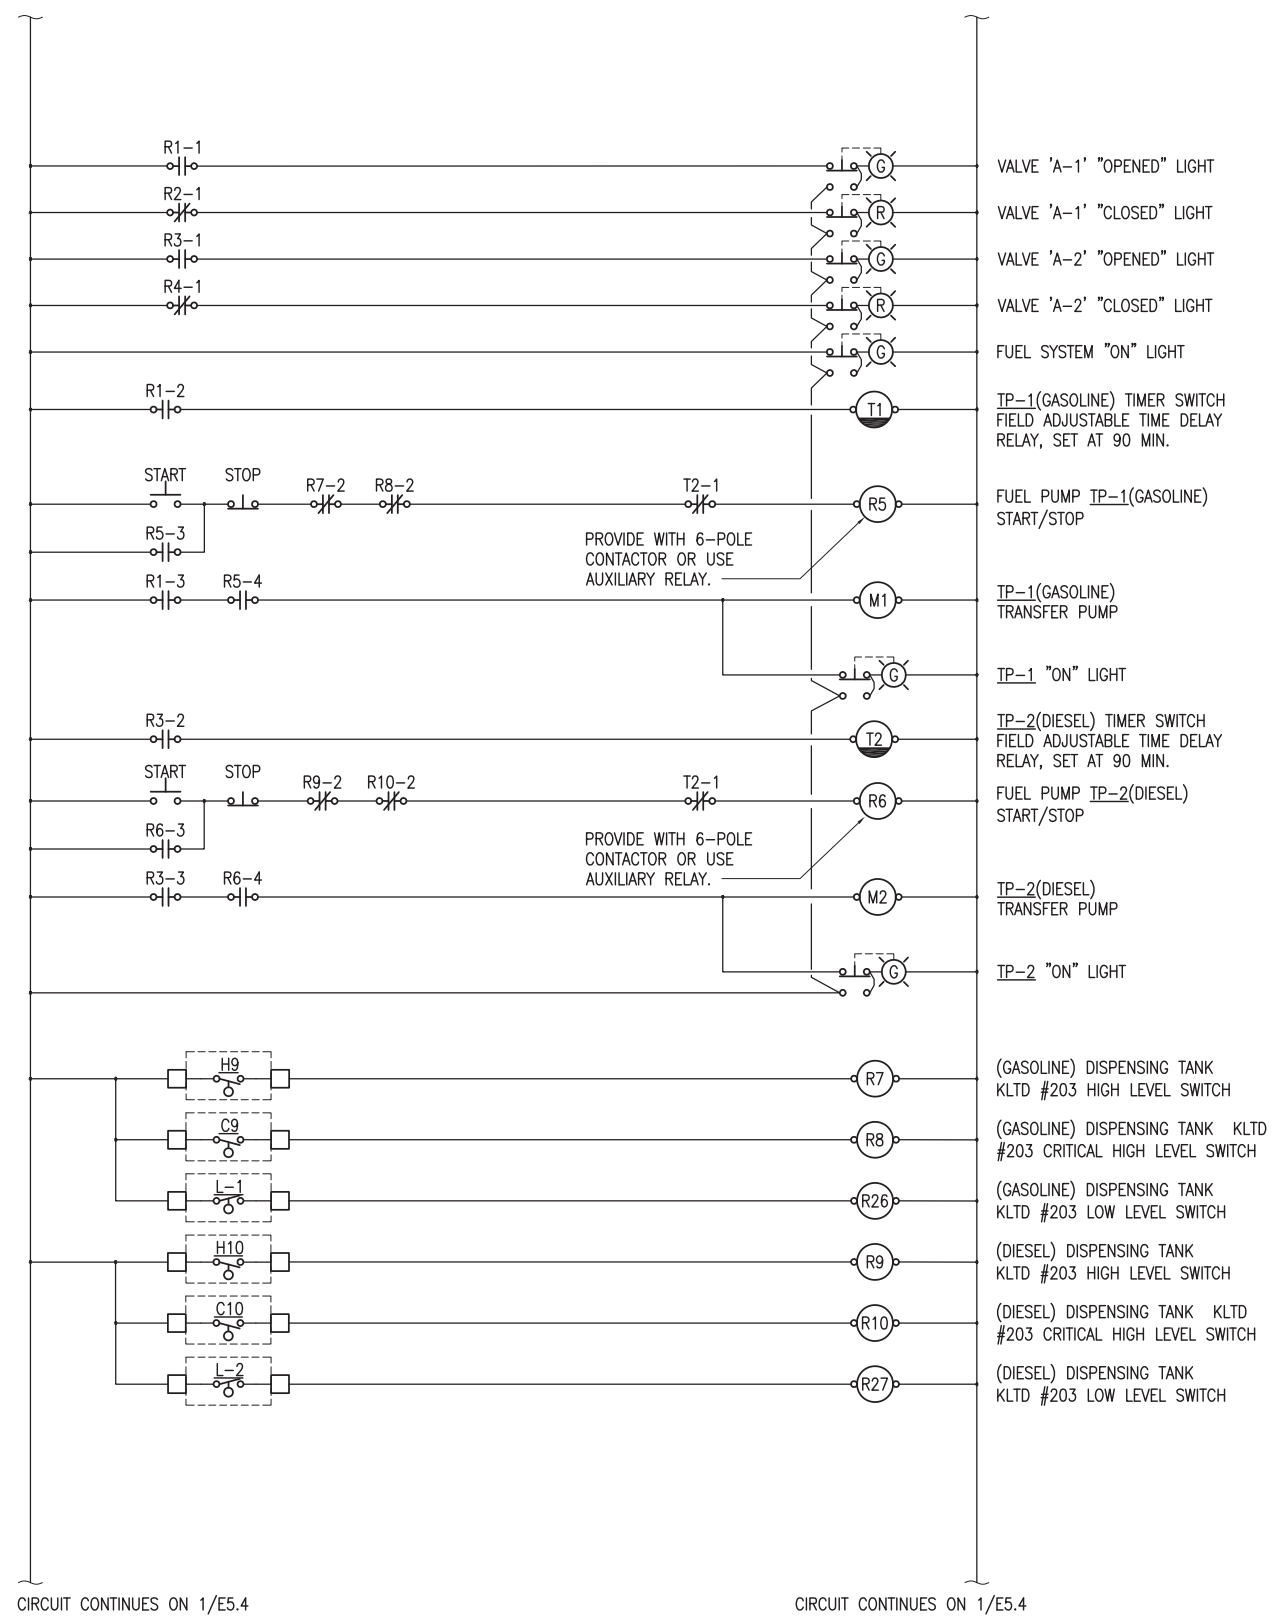 R1-1
G
VALVE 'A-1' "OPENED" LIGHT
R2-1
R
VALVE 'A-1' "CLOSED" LIGHT
R3-1
G
VALVE 'A-2' "OPENED" LIGHT
R4-1
R
VALVE 'A-2' "CLOSED" LIGHT
G
FUEL SYSTEM "ON" LIGHT
R1-2
T1
TP-1(GASOLINE) TIMER SWITCH
FIELD ADJUSTABLE TIME DELAY
RELAY, SET AT 90 MIN.
START
STOP
R7-2
R8-2
T2-1
R5
FUEL PUMP TP-1(GASOLINE)
START/STOP
R5-3
PROVIDE WITH 6-POLE
CONTACTOR OR USE
AUXILIARY RELAY.
R1-3
R5-4
M1
TP-1(GASOLINE)
TRANSFER PUMP
G
TP-1 "ON" LIGHT
R3-2
T2
TP-2(DIESEL) TIMER SWITCH
FIELD ADJUSTABLE TIME DELAY
RELAY, SET AT 90 MIN.
START
STOP
R9-2
R10-2
T2-1
R6
FUEL PUMP TP-2(DIESEL)
START/STOP
R6-3
PROVIDE WITH 6-POLE
CONTACTOR OR USE
AUXILIARY RELAY.
R3-3
R6-4
M2
TP-2(DIESEL)
TRANSFER PUMP
G
TP-2 "ON" LIGHT
H9
R7
(GASOLINE) DISPENSING TANK
KLTD #203 HIGH LEVEL SWITCH
C9
R8
(GASOLINE) DISPENSING TANK KLTD
#203 CRITICAL HIGH LEVEL SWITCH
L-1
R26
(GASOLINE) DISPENSING TANK
KLTD #203 LOW LEVEL SWITCH
H10
R9
(DIESEL) DISPENSING TANK
KLTD #203 HIGH LEVEL SWITCH
C10
R10
(DIESEL) DISPENSING TANK KLTD
#203 CRITICAL HIGH LEVEL SWITCH
L-2
R27
(DIESEL) DISPENSING TANK
KLTD #203 LOW LEVEL SWITCH
CIRCUIT CONTINUES ON 1/E5.4
CIRCUIT CONTINUES ON 1/E5.4